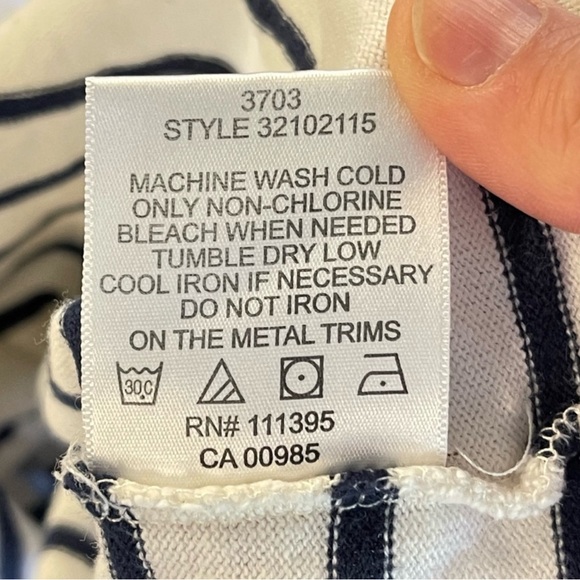 3703
STYLE 32102115
MACHINE WASH COLD
ONLY NON-CHLORINE
BLEACH WHEN NEEDED
TUMBLE DRY LOW
COOL IRON IF NECESSARY
DO NOT IRON
ON THE METAL TRIMS
30C
RN# 111395
CA 00985